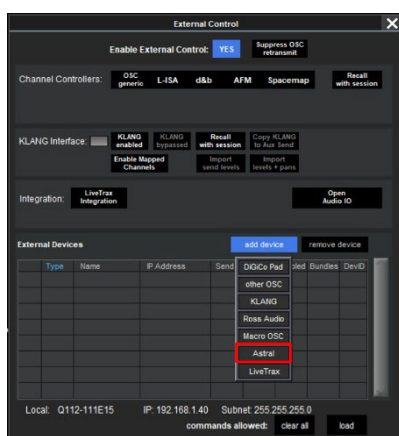 External Control
X
Enable External Control: YES Suppress OSC retransmit
Channel Controllers: OSC generic L-ISA d&b AFM Spacemap Recall with session
KLANG Interface: KLANG enabled KLANG bypassed Recall with session Copy KLANG to Aux Send
Enable Mapped Channels Import send levels Import levels + pans
Integration: LiveTrax Integration Open Audio IO
External Devices add device remove device
Type Name IP Address Send bled Bundles DevID
DiGiCo Pad
other OSC
KLANG
Ross Audio
Macro OSC
Astral
LiveTrax
Local: Q112-111E15 IP: 192.168.1.40 Subnet: 255.255.255.0
commands allowed: clear all load